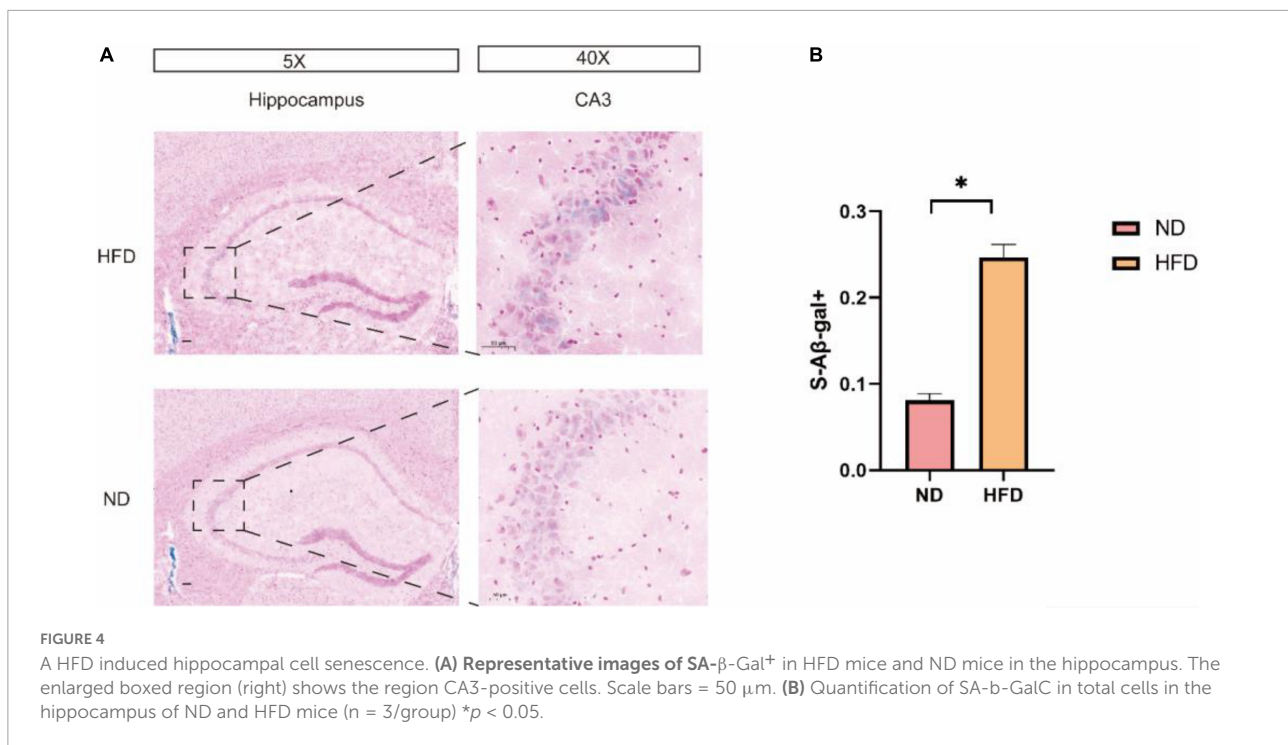 A
5X
40X
Hippocampus
CA3
HFD
50 μm
ND
B
*
S-Aβ-gal+
0.3
0.2
0.1
0.0
ND
HFD
ND
HFD
FIGURE 4
A HFD induced hippocampal cell senescence. (A) Representative images of SA-β-Gal+ in HFD mice and ND mice in the hippocampus. The
enlarged boxed region (right) shows the region CA3-positive cells. Scale bars = 50 μm. (B) Quantification of SA-b-GalC in total cells in the
hippocampus of ND and HFD mice (n = 3/group) *p < 0.05.